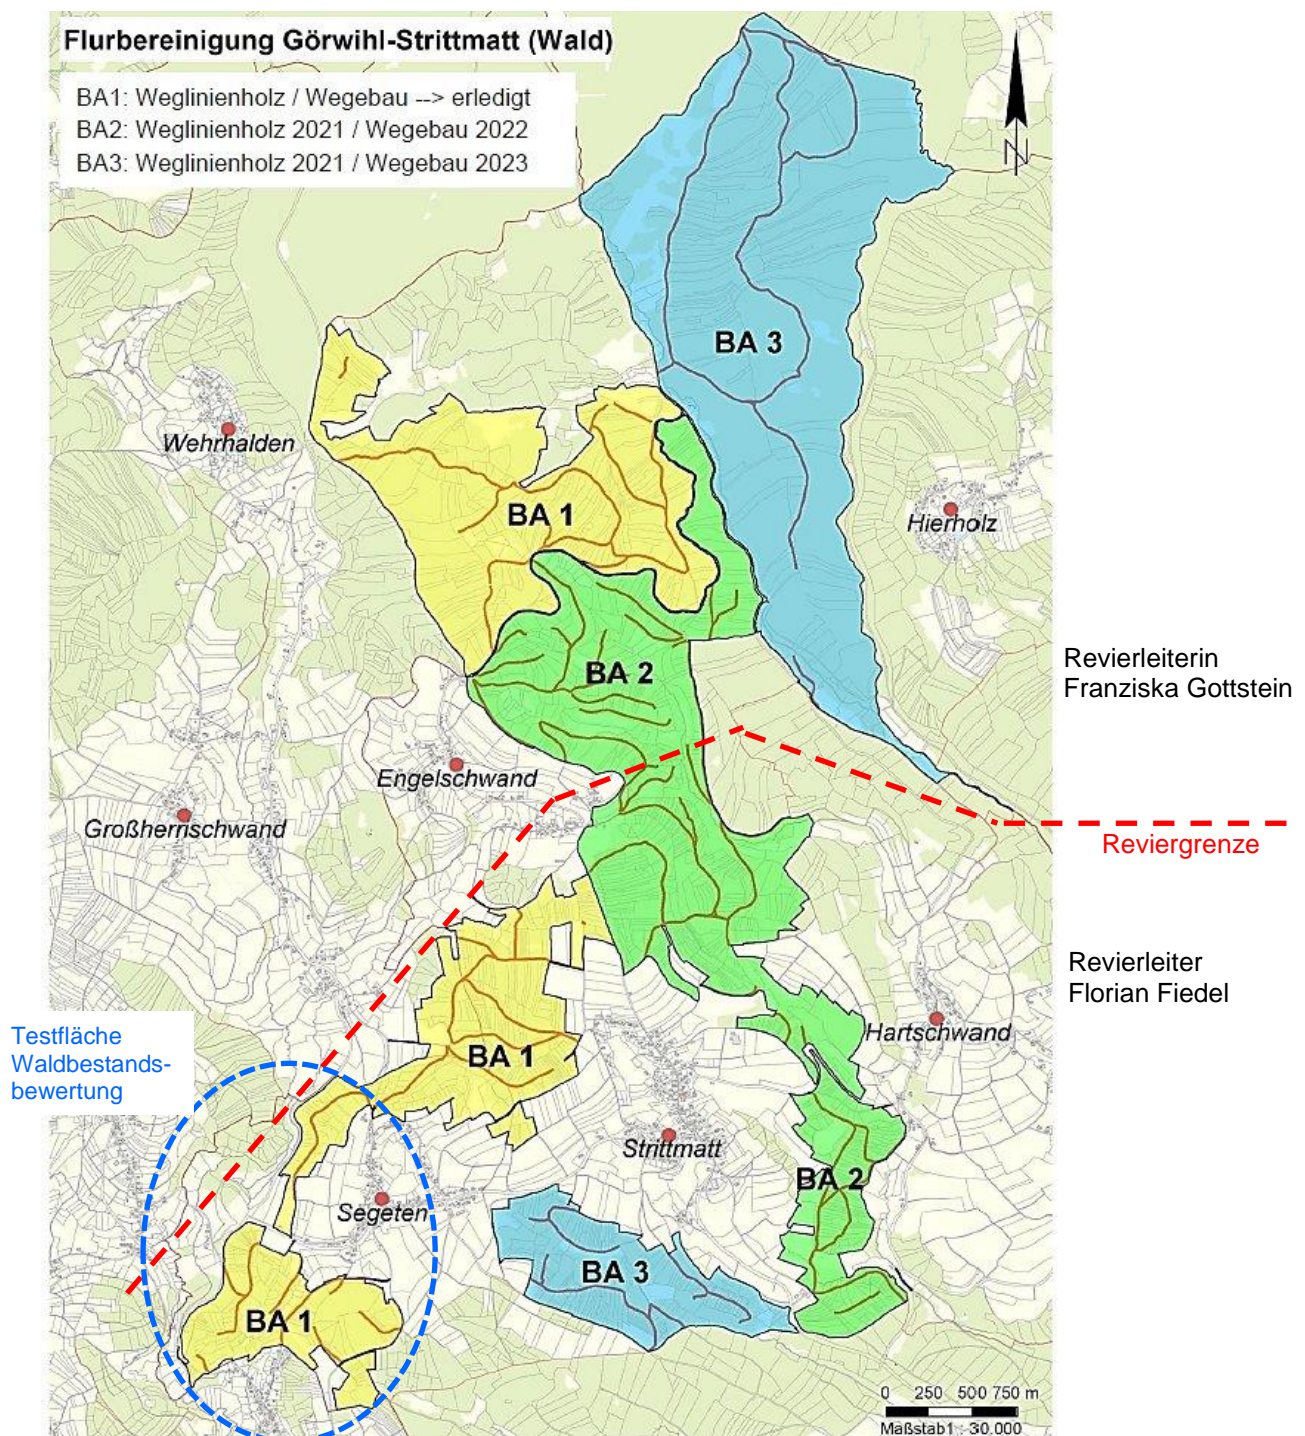 Flurbereinigung Görwihl-Strittmatt (Wald)
BA1: Weglinienholz / Wegebau --> erledigt
BA2: Weglinienholz 2021 / Wegebau 2022
BA3: Weglinienholz 2021 / Wegebau 2023
N
BA 3
Wehrhalden
BA 1
Hierholz
Revierleiterin
Franziska Gottstein
BA 2
Engelschwand
Großherrischwand
Reviergrenze
Revierleiter
Florian Fiedel
Hartschwand
Testfläche
Waldbestands-
bewertung
BA 1
Strittmatt
BA 2
Segeten
BA 3
BA 1
0 250 500 750 m
Maßstab1 : 30.000